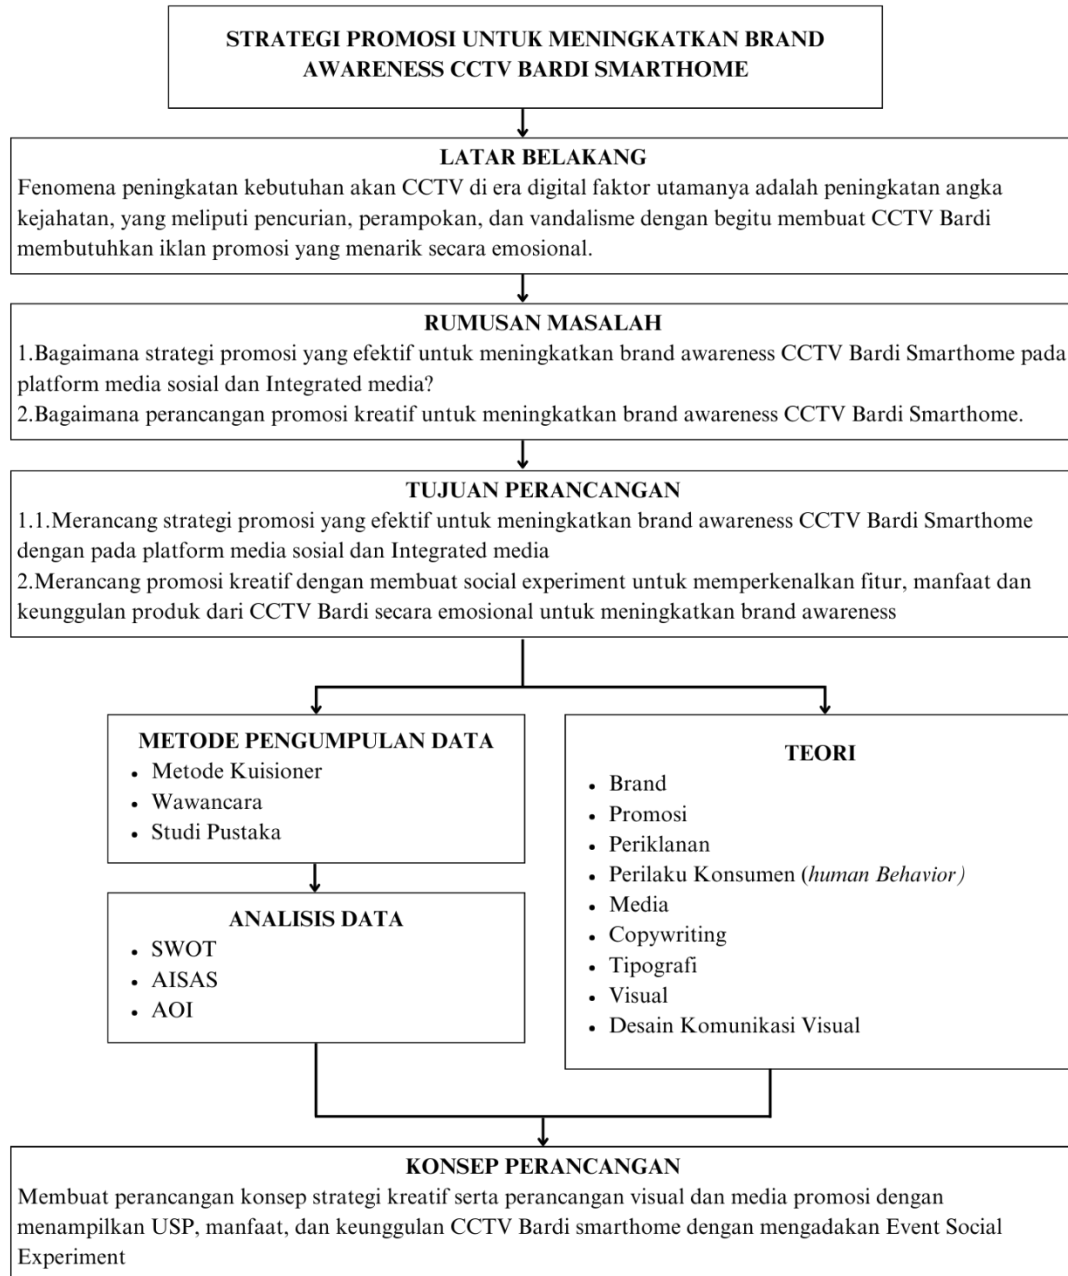 STRATEGI PROMOSI UNTUK MENINGKATKAN BRAND
AWARENESS CCTV BARDI SMARTHOME
LATAR BELAKANG
Fenomena peningkatan kebutuhan akan CCTV di era digital faktor utamanya adalah peningkatan angka
kejahatan, yang meliputi pencurian, perampokan, dan vandalisme dengan begitu membuat CCTV Bardi
membutuhkan iklan promosi yang menarik secara emosional.
RUMUSAN MASALAH
1.Bagaimana strategi promosi yang efektif untuk meningkatkan brand awareness CCTV Bardi Smarthome pada
platform media sosial dan Integrated media?
2.Bagaimana perancangan promosi kreatif untuk meningkatkan brand awareness CCTV Bardi Smarthome.
TUJUAN PERANCANGAN
1.1.Merancang strategi promosi yang efektif untuk meningkatkan brand awareness CCTV Bardi Smarthome
dengan pada platform media sosial dan Integrated media
2.Merancang promosi kreatif dengan membuat social experiment untuk memperkenalkan fitur, manfaat dan
keunggulan produk dari CCTV Bardi secara emosional untuk meningkatkan brand awareness
METODE PENGUMPULAN DATA
• Metode Kuisioner
• Wawancara
• Studi Pustaka
ANALISIS DATA
• SWOT
• AISAS
• AOI
TEORI
• Brand
• Promosi
• Periklanan
• Perilaku Konsumen (human Behavior)
• Media
• Copywriting
• Tipografi
• Visual
• Desain Komunikasi Visual
KONSEP PERANCANGAN
Membuat perancangan konsep strategi kreatif serta perancangan visual dan media promosi dengan
menampilkan USP, manfaat, dan keunggulan CCTV Bardi smarthome dengan mengadakan Event Social
Experiment